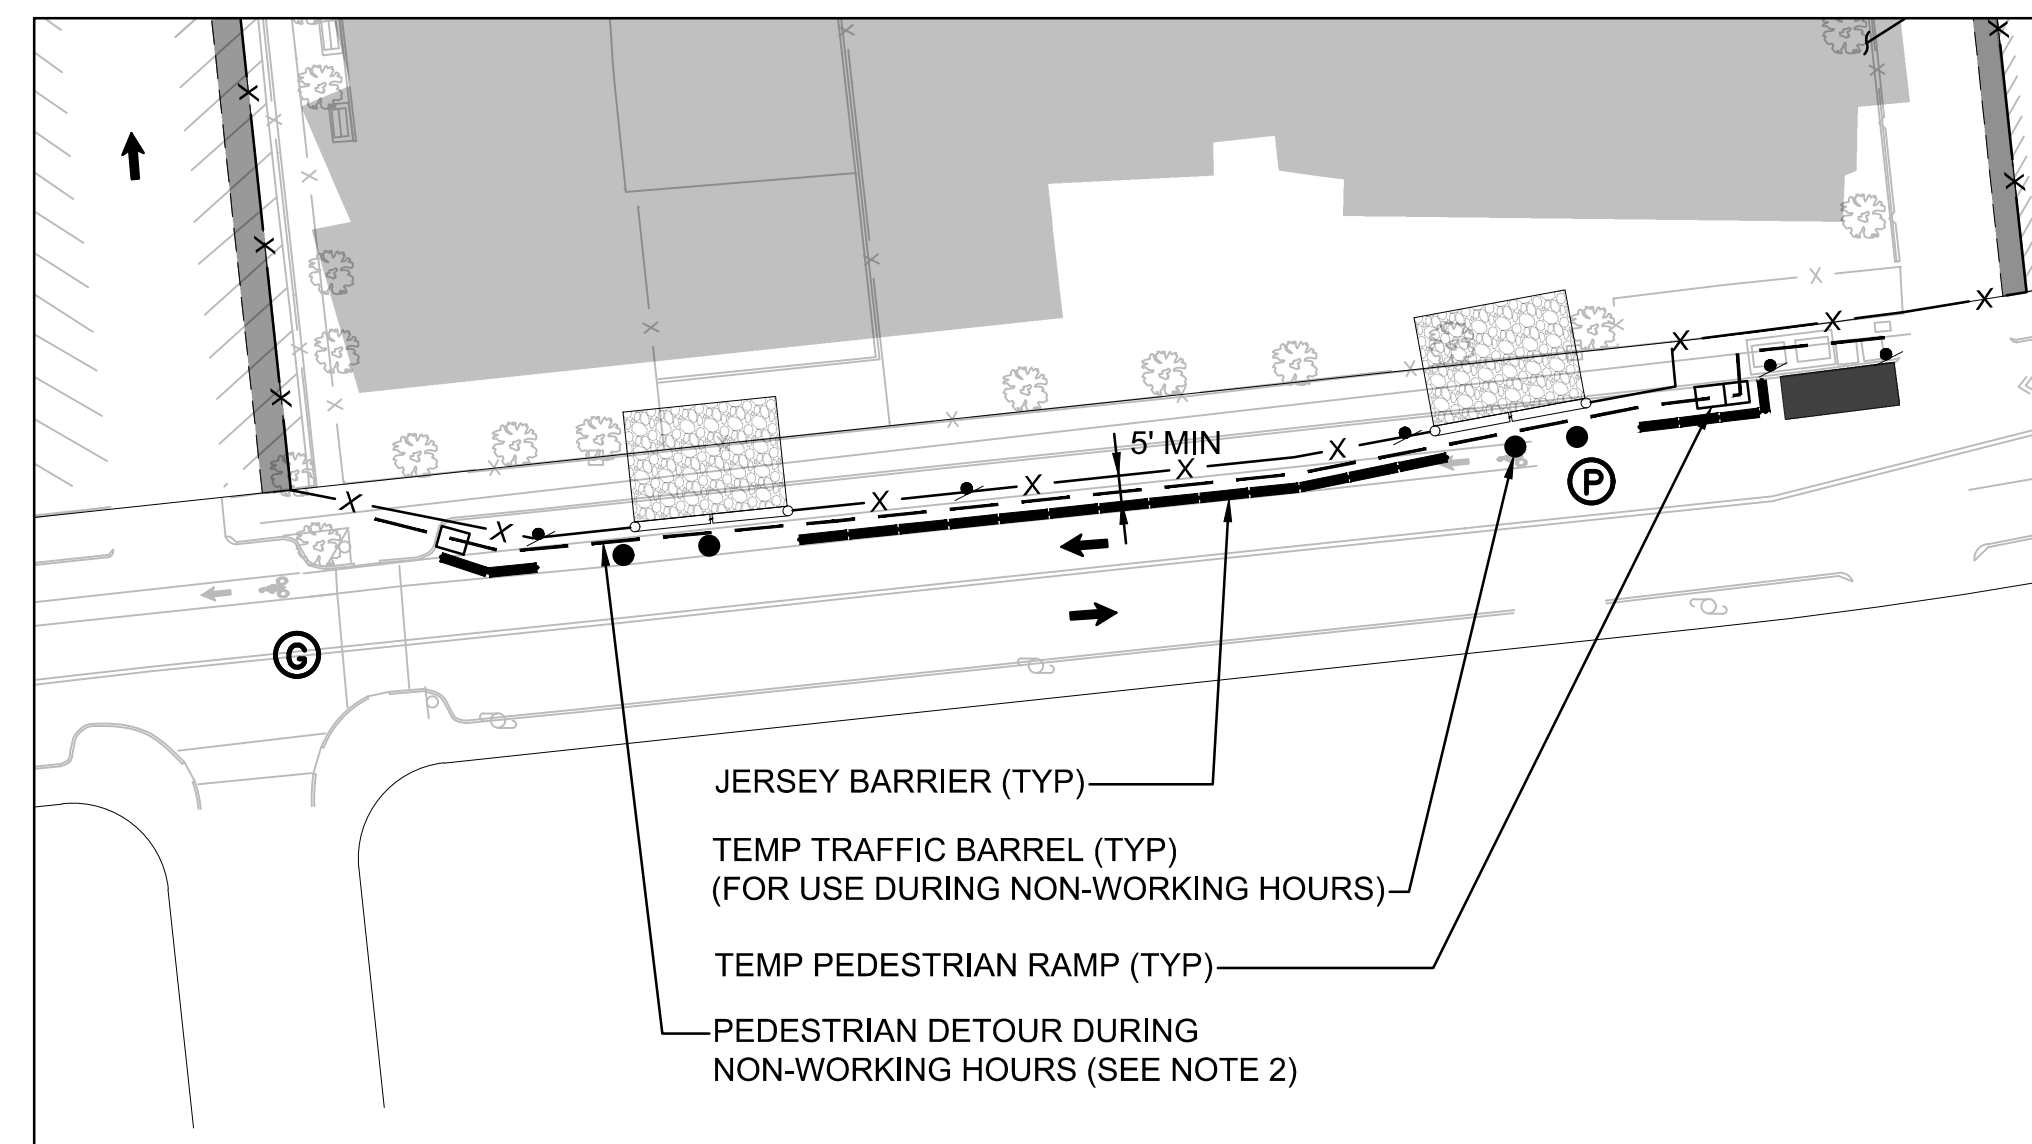 5' MIN
P
G
JERSEY BARRIER (TYP)
TEMP TRAFFIC BARREL (TYP)
(FOR USE DURING NON-WORKING HOURS)
TEMP PEDESTRIAN RAMP (TYP)
PEDESTRIAN DETOUR DURING
NON-WORKING HOURS (SEE NOTE 2)